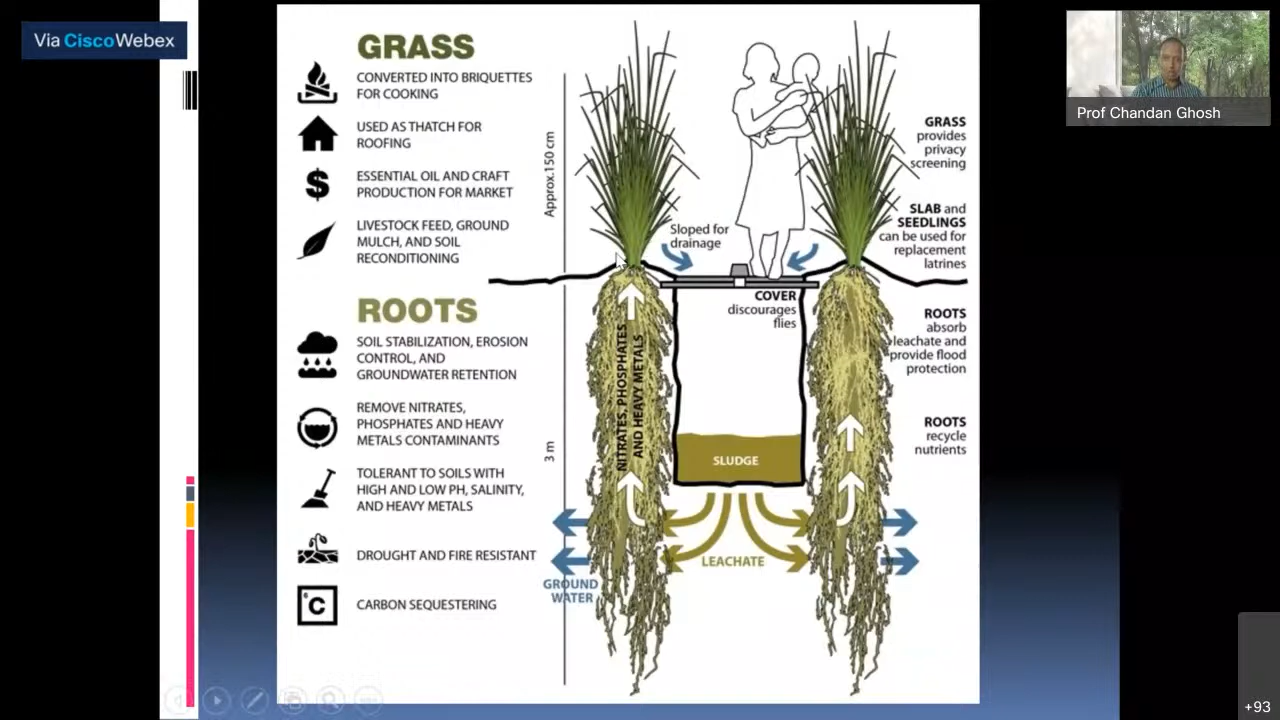 Via CiscoWebex
GRASS
CONVERTED INTO BRIQUETTES
FOR COOKING
USED AS THATCH FOR
ROOFING
$
ESSENTIAL OIL AND CRAFT
PRODUCTION FOR MARKET
LIVESTOCK FEED, GROUND
MULCH, AND SOIL
RECONDITIONING
ROOTS
SOIL STABILIZATION, EROSION
CONTROL, AND
GROUNDWATER RETENTION
REMOVE NITRATES,
PHOSPHATES AND HEAVY
METALS CONTAMINANTS
TOLERANT TO SOILS WITH
HIGH AND LOW PH, SALINITY,
AND HEAVY METALS
DROUGHT AND FIRE RESISTANT
C
CARBON SEQUESTERING
Approx.150 cm
3 m
Sloped for
drainage
COVER
discourages
flies
NITRATES, PHOSPHATES
AND HEAVY METALS
SLUDGE
LEACHATE
GROUND
WATER
GRASS
provides
privacy
screening
SLAB and
SEEDLINGS
can be used for
replacement
latrines
ROOTS
absorb
leachate and
provide flood
protection
ROOTS
recycle
nutrients
Prof Chandan Ghosh
+93